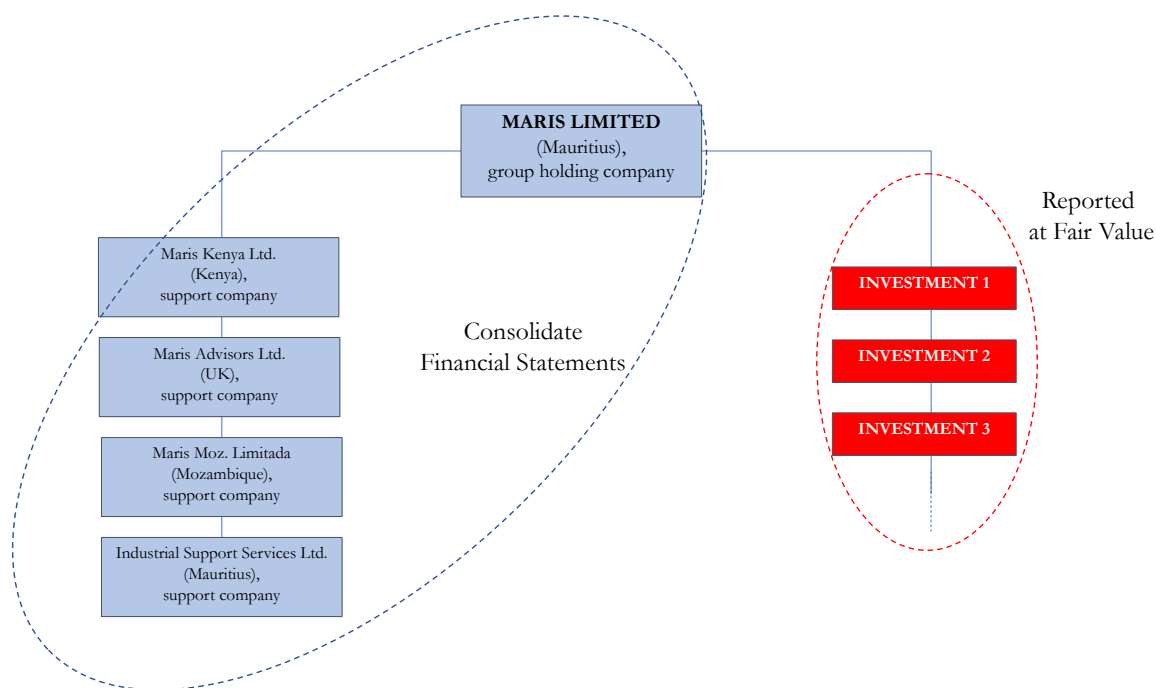 MARIS LIMITED
(Mauritius),
group holding company
Maris Kenya Ltd.
(Kenya),
support company
Maris Advisors Ltd.
(UK),
support company
Maris Moz. Limitada
(Mozambique),
support company
Industrial Support Services Ltd.
(Mauritius),
support company
Consolidate
Financial Statements
Reported
at Fair Value
INVESTMENT 1
INVESTMENT 2
INVESTMENT 3